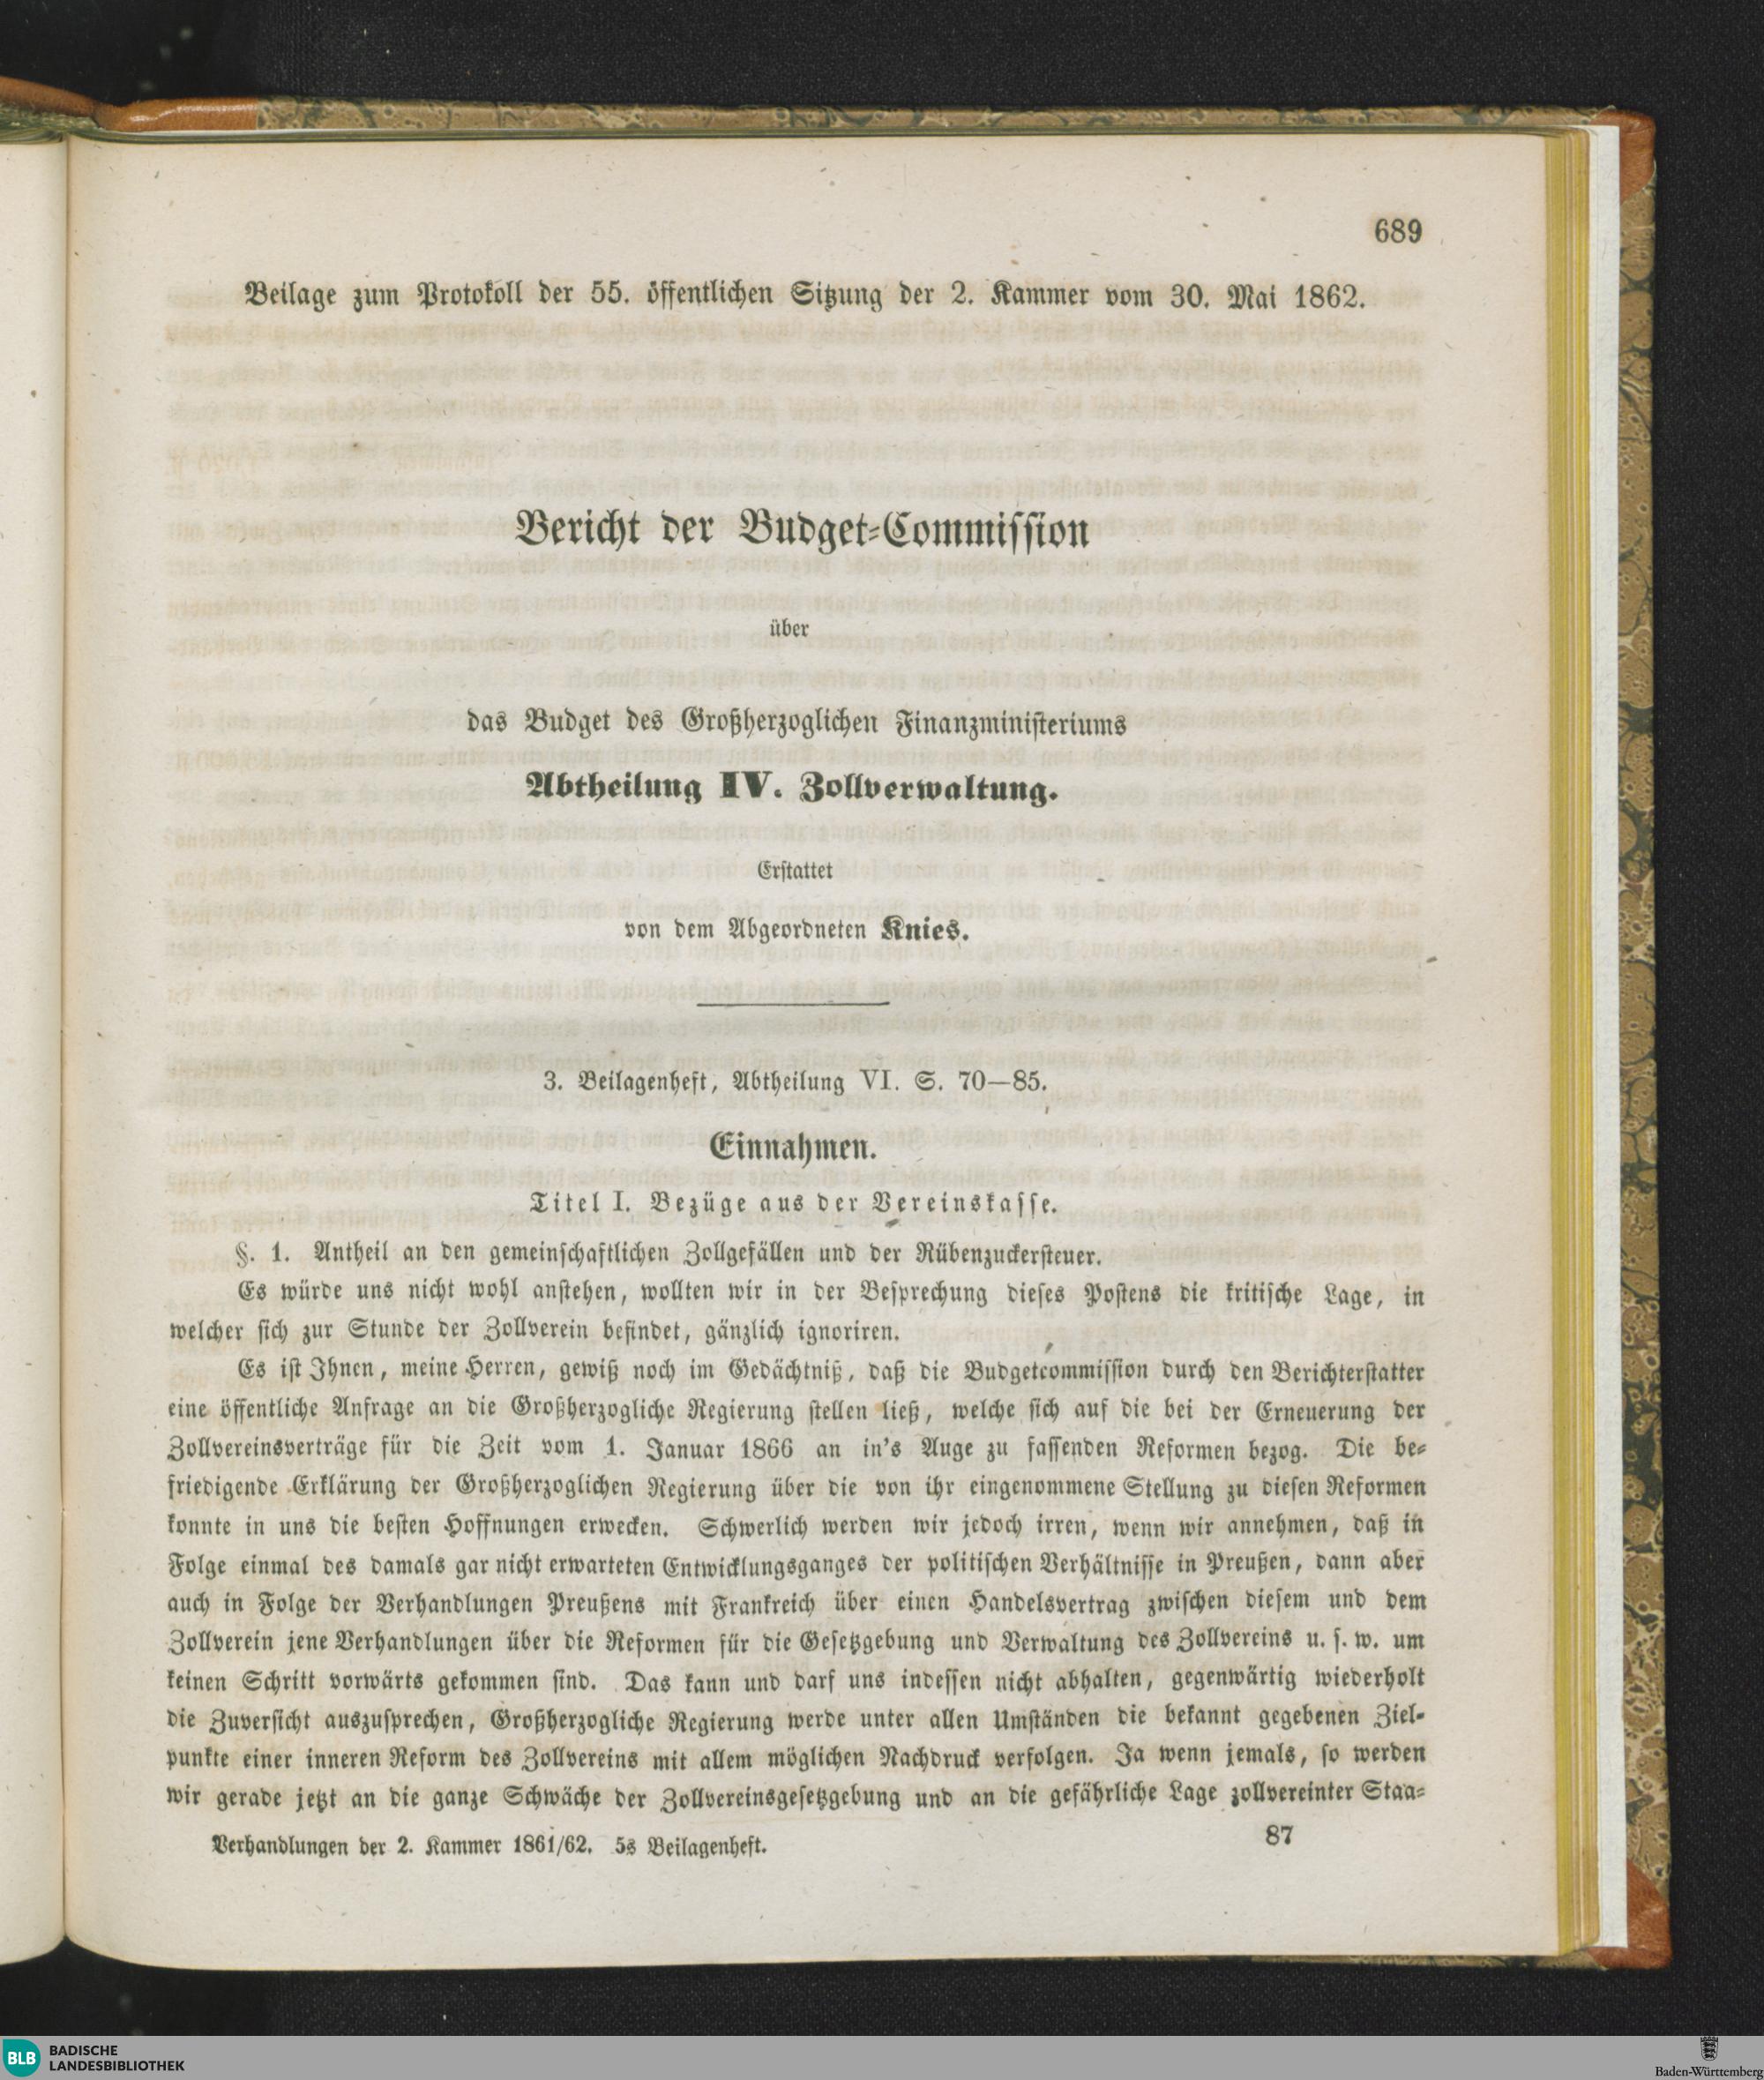 689
Beilage zum Protokoll der 55. öffentlichen Sitzung der 2. Kammer vom 30. Mai 1862.
Bericht der Budget-Commission
über
das Budget des Großherzoglichen Finanzministeriums
Abtheilung IV. Zollverwaltung.
Erstattet
von dem Abgeordneten Knies.
3. Beilagenheft, Abtheilung VI. S. 70—85.
Einnahmen.
Titel I. Bezüge aus der Vereinskasse.
§. 1. Antheil an den gemeinschaftlichen Zollgefällen und der Rübenzuckersteuer.
Es würde uns nicht wohl anstehen, wollten wir in der Besprechung dieses Postens die kritische Lage, in
welcher sich zur Stunde der Zollverein befindet, gänzlich ignoriren.
Es ist Ihnen, meine Herren, gewiß noch im Gedächtniß, daß die Budgetcommission durch den Berichterstatter
eine öffentliche Anfrage an die Großherzogliche Regierung stellen ließ, welche sich auf die bei der Erneuerung der
Zollvereinsverträge für die Zeit vom 1. Januar 1866 an in's Auge zu fassenden Reformen bezog. Die be-
friedigende Erklärung der Großherzoglichen Regierung über die von ihr eingenommene Stellung zu diesen Reformen
konnte in uns die besten Hoffnungen erwecken. Schwerlich werden wir jedoch irren, wenn wir annehmen, daß in
Folge einmal des damals gar nicht erwarteten Entwicklungsganges der politischen Verhältnisse in Preußen, dann aber
auch in Folge der Verhandlungen Preußens mit Frankreich über einen Handelsvertrag zwischen diesem und dem
Zollverein jene Verhandlungen über die Reformen für die Gesetzgebung und Verwaltung des Zollvereins u. s. w. um
keinen Schritt vorwärts gekommen sind. Das kann und darf uns indessen nicht abhalten, gegenwärtig wiederholt
die Zuversicht auszusprechen, Großherzogliche Regierung werde unter allen Umständen die bekannt gegebenen Ziel-
punkte einer inneren Reform des Zollvereins mit allem möglichen Nachdruck verfolgen. Ja wenn jemals, so werden
wir gerade jetzt an die ganze Schwäche der Zollvereinsgesetzgebung und an die gefährliche Lage zollvereinter Staa-
Verhandlungen der 2. Kammer 1861/62. 5s Beilagenheft.
87
BLB BADISCHE
LANDESBIBLIOTHEK
Baden-Württemberg